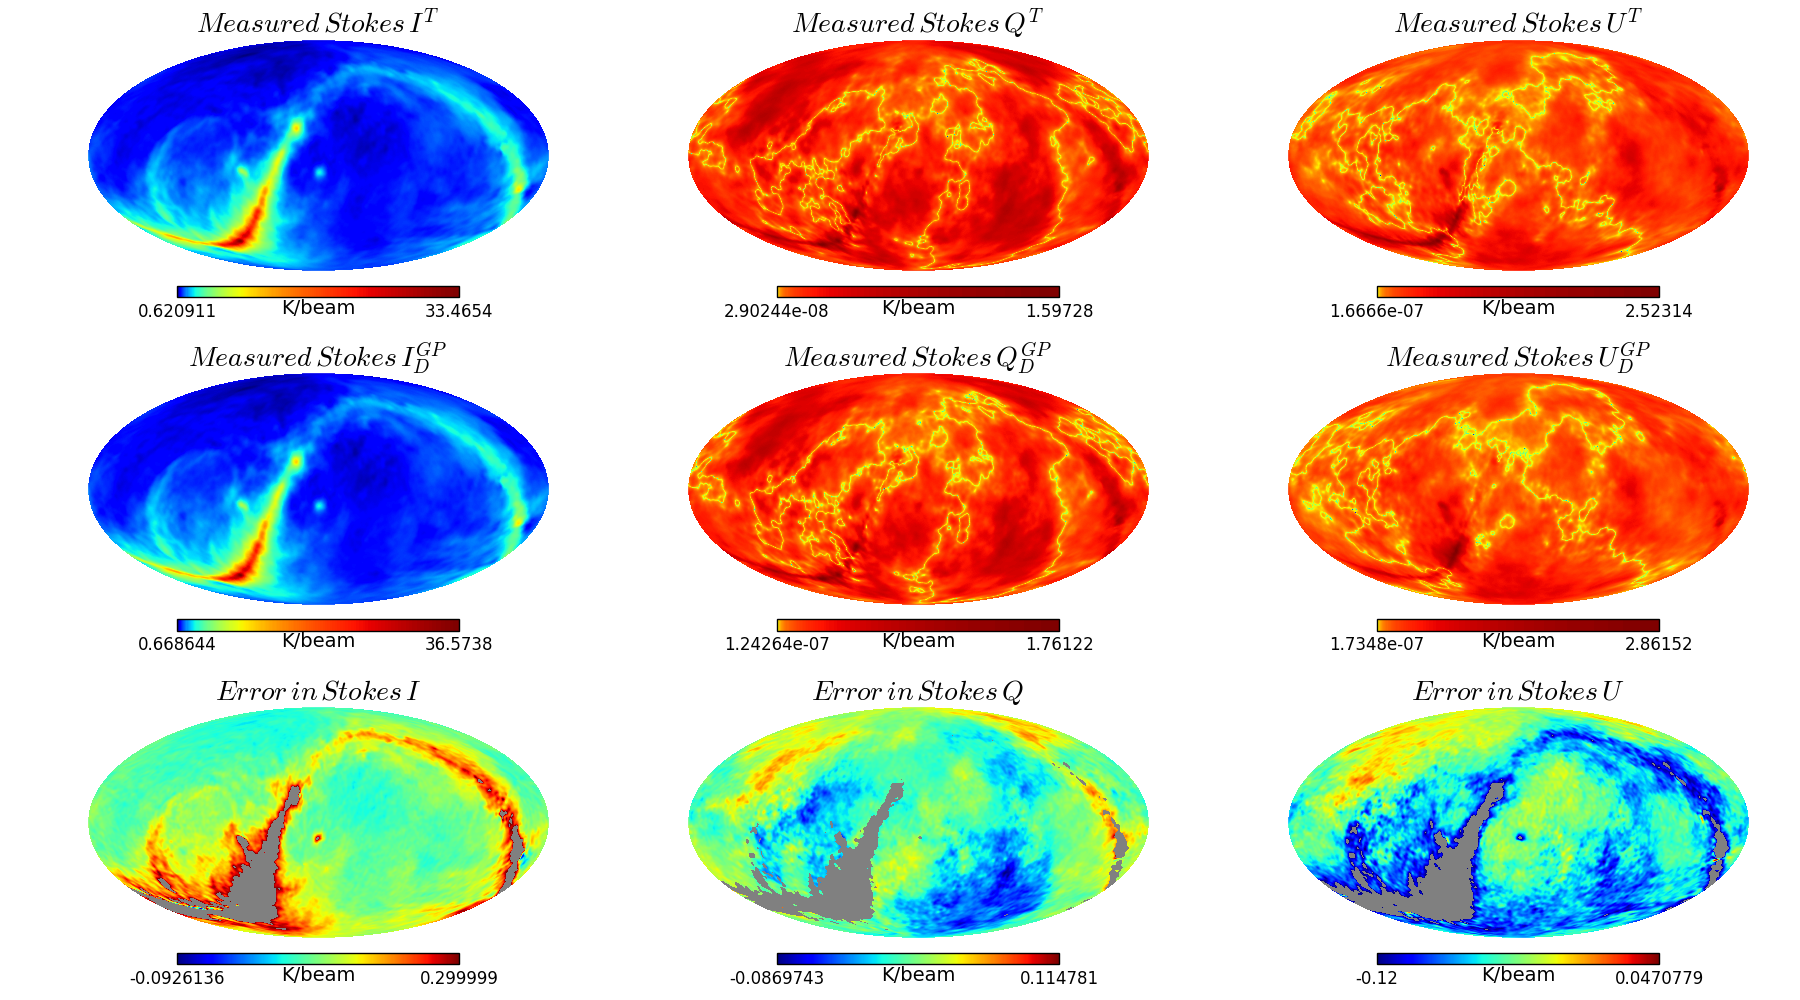 Measured Stokes I^T
Measured Stokes Q^T
Measured Stokes U^T
K/beam
0.620911 33.4654
K/beam
2.90244e-08 1.59728
K/beam
1.6666e-07 2.52314
Measured Stokes I_D^{GP}
Measured Stokes Q_D^{GP}
Measured Stokes U_D^{GP}
K/beam
0.668644 36.5738
K/beam
1.24264e-07 1.76122
K/beam
1.7348e-07 2.86152
Error in Stokes I
Error in Stokes Q
Error in Stokes U
K/beam
-0.0926136 0.299999
K/beam
-0.0869743 0.114781
K/beam
-0.12 0.0470779